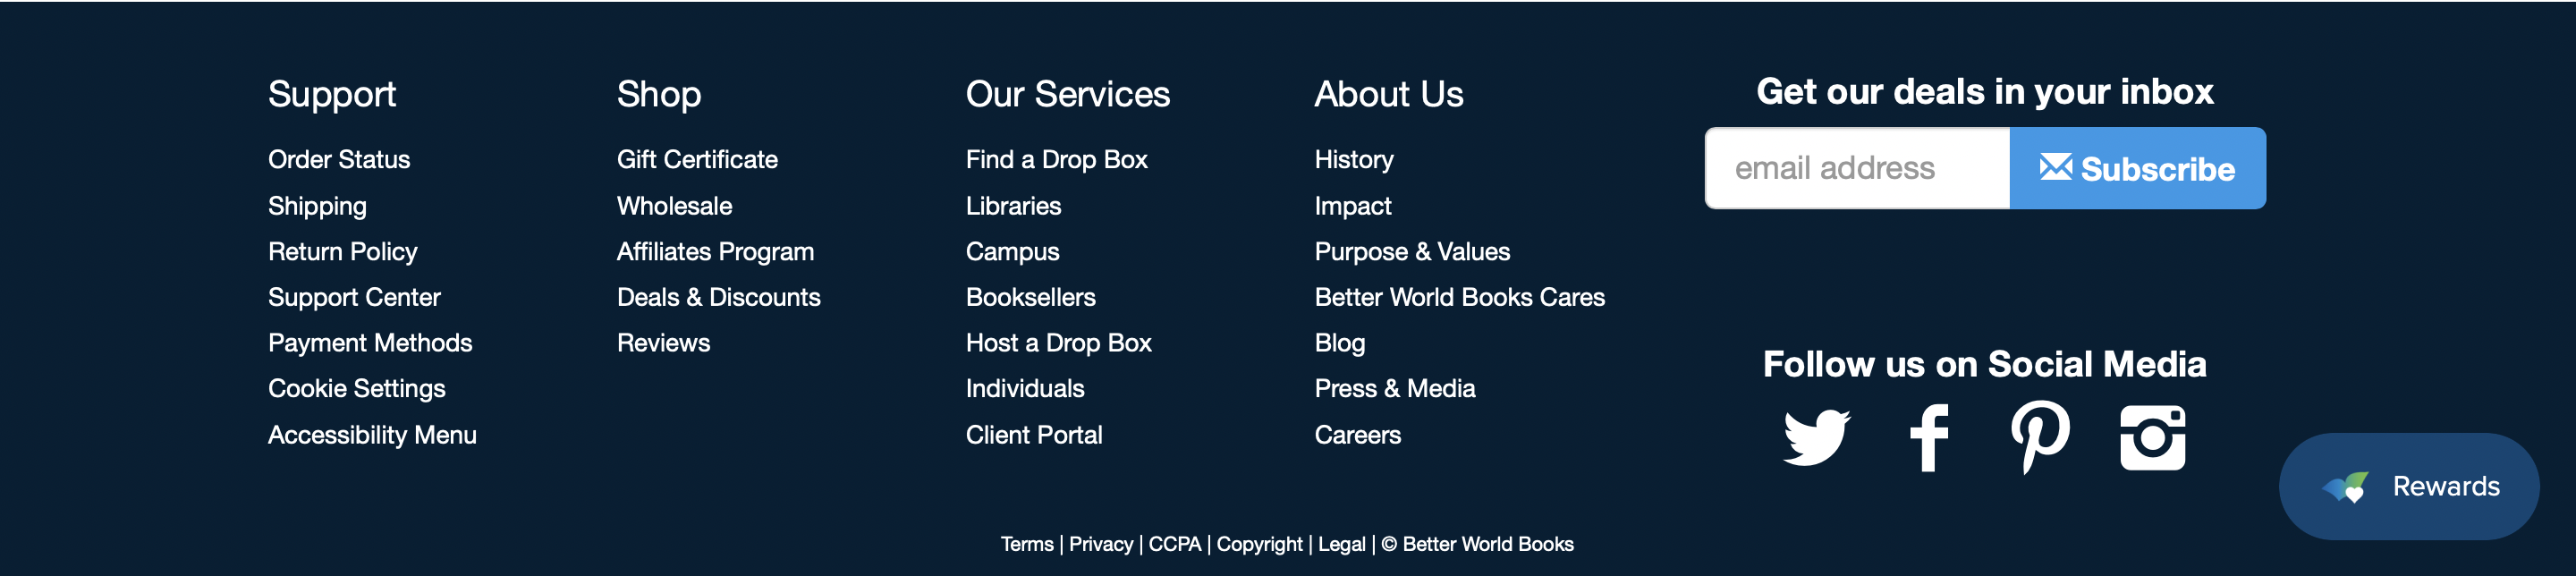 Support
Order Status
Shipping
Return Policy
Support Center
Payment Methods
Cookie Settings
Accessibility Menu
Shop
Gift Certificate
Wholesale
Affiliates Program
Deals & Discounts
Reviews
Our Services
Find a Drop Box
Libraries
Campus
Booksellers
Host a Drop Box
Individuals
Client Portal
About Us
History
Impact
Purpose & Values
Better World Books Cares
Blog
Press & Media
Careers
Get our deals in your inbox
email address
Subscribe
Follow us on Social Media
Rewards
Terms | Privacy | CCPA | Copyright | Legal | © Better World Books